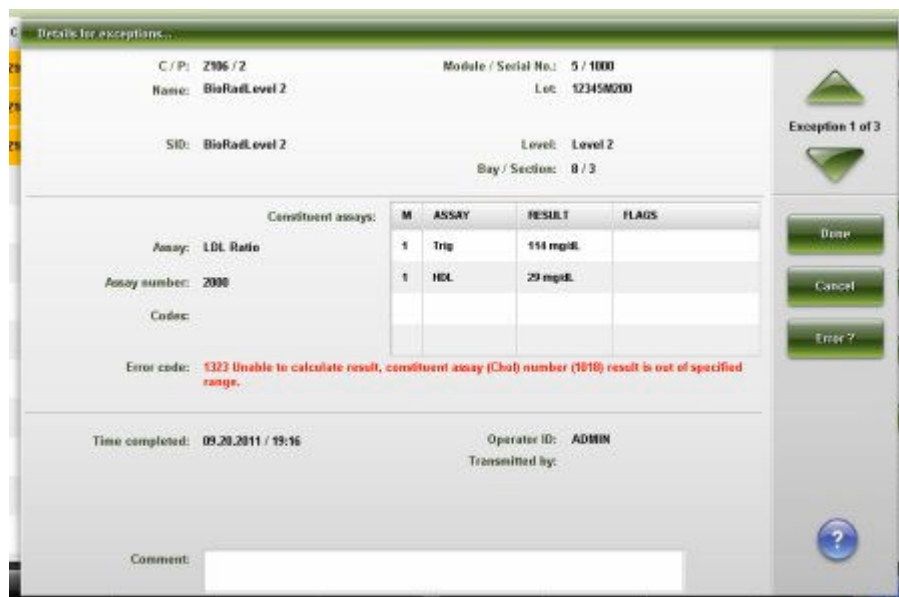 Details for exceptions...
C / P: Z106 / 2 Module / Serial No.: 5 / 1000
Name: BioRadLevel 2 Lot: 12345M200
Exception 1 of 3
SID: BioRadLevel 2 Level: Level 2
Bay / Section: 8 / 3
Constituent assays: M ASSAY RESULT FLAGS
Done
Assay: LDL Ratio 1 Trig 114 mg/dL
Assay number: 2000 1 HDL 29 mg/dL
Cancel
Codes:
Error ?
Error code: 1323 Unable to calculate result, constituent assay (Chol) number (1018) result is out of specified
range.
Time completed: 09.20.2011 / 19:16 Operator ID: ADMIN
Transmitted by:
?
Comment: